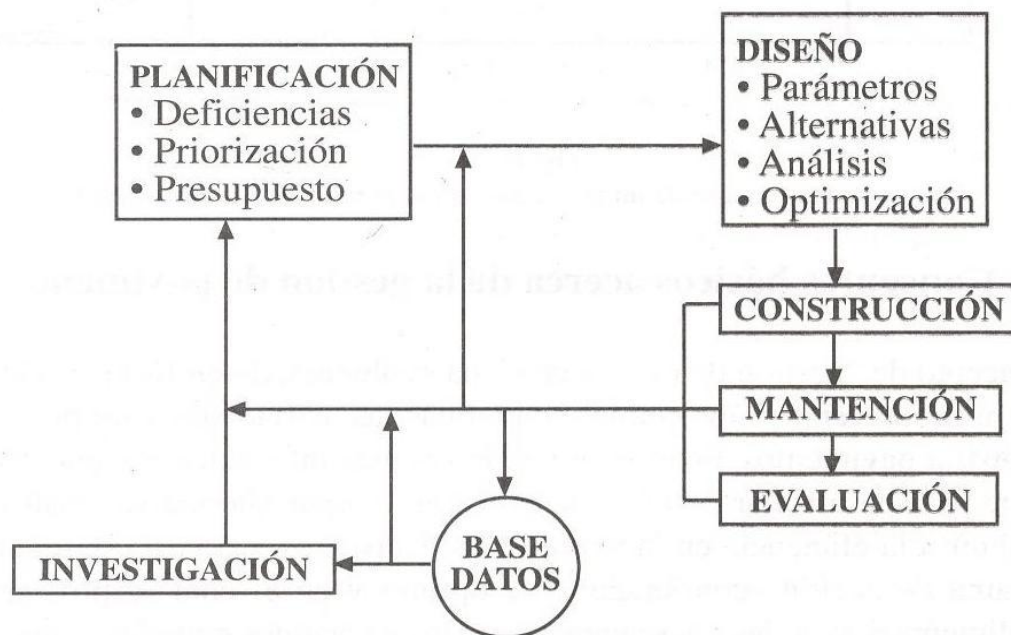 PLANIFICACIÓN
• Deficiencias
• Priorización
• Presupuesto
DISEÑO
• Parámetros
• Alternativas
• Análisis
• Optimización
CONSTRUCCIÓN
MANTENCIÓN
EVALUACIÓN
INVESTIGACIÓN
BASE
DATOS